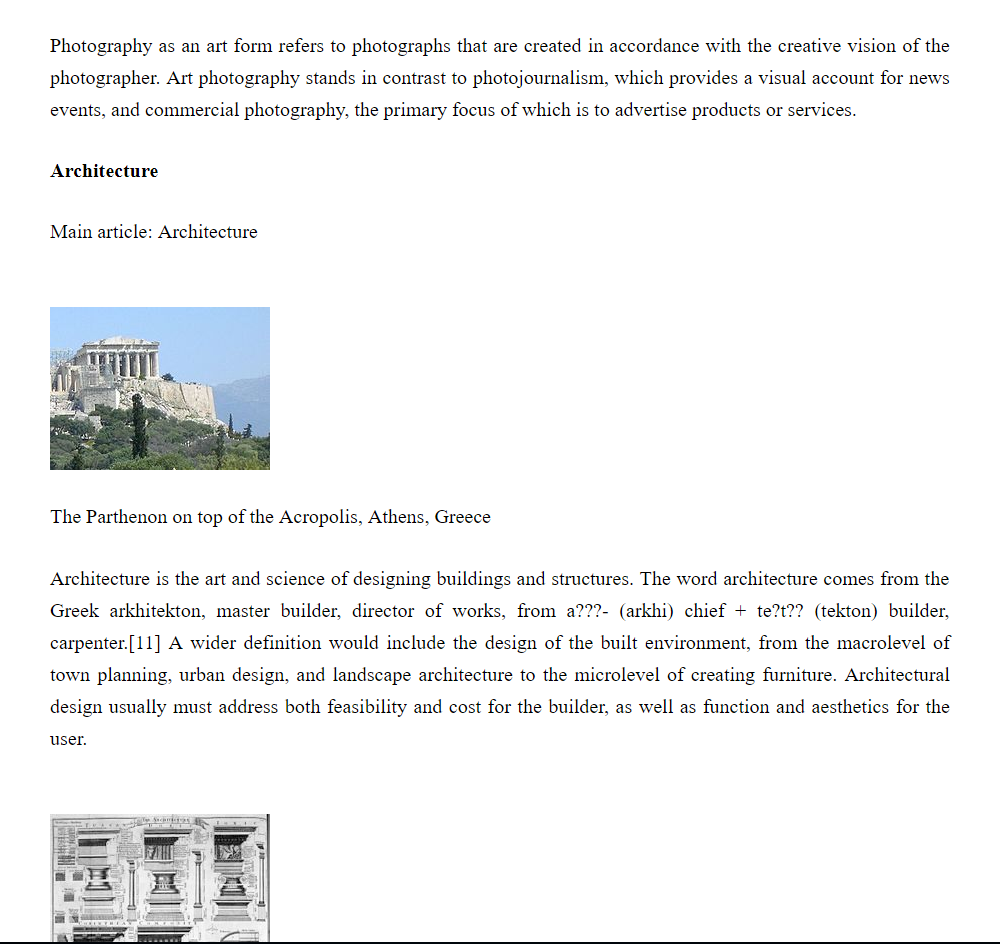 Photography as an art form refers to photographs that are created in accordance with the creative vision of the
photographer. Art photography stands in contrast to photojournalism, which provides a visual account for news
events, and commercial photography, the primary focus of which is to advertise products or services.
Architecture
Main article: Architecture
The Parthenon on top of the Acropolis, Athens, Greece
Architecture is the art and science of designing buildings and structures. The word architecture comes from the
Greek arkhitekton, master builder, director of works, from a???- (arkhi) chief + te?t?? (tekton) builder,
carpenter.[11] A wider definition would include the design of the built environment, from the macrolevel of
town planning, urban design, and landscape architecture to the microlevel of creating furniture. Architectural
design usually must address both feasibility and cost for the builder, as well as function and aesthetics for the
user.